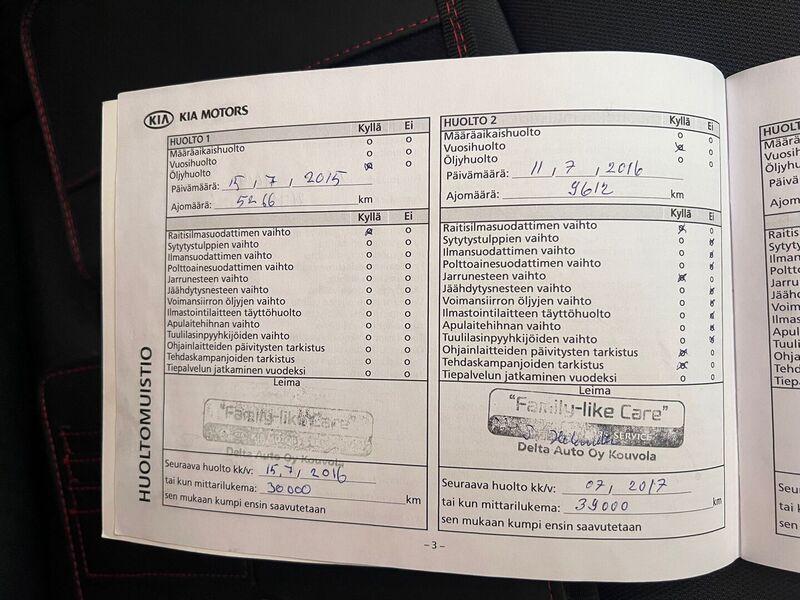 KIA KIA MOTORS
HUOLTO 1 Kyllä Ei
Määräaikaishuolto o o
Vuosihuolto o o
Öljyhuolto o
Päivämäärä: 15 , 7 , 2015
Ajomäärä: 5266 km
Kyllä Ei
Raitisilmasuodattimen vaihto o
Sytytystulppien vaihto o o
Ilmansuodattimen vaihto o o
Polttoainesuodattimen vaihto o o
Jarrunesteen vaihto o o
Jäähdytysnesteen vaihto o o
Voimansiirron öljyjen vaihto o o
Ilmastointilaitteen täyttöhuolto o o
Apulaitehihnan vaihto o o
Tuulilasinpyyhkijöiden vaihto o o
Ohjainlaitteiden päivitysten tarkistus o o
Tehdaskampanjoiden tarkistus o o
Tiepalvelun jatkaminen vuodeksi o o
Leima
"Family-like Care"
Delta Auto Oy Kouvola
Seuraava huolto kk/v: 15,7, 2016
tai kun mittarilukema: 30000 km
sen mukaan kumpi ensin saavutetaan
HUOLTOMUISTIO
HUOLTO 2 Kyllä Ei
Määräaikaishuolto o o
Vuosihuolto o
Öljyhuolto o o
Päivämäärä: 11 , 7 , 2016
Ajomäärä: 9612 km
Kyllä Ei
Raitisilmasuodattimen vaihto o
Sytytystulppien vaihto o
Ilmansuodattimen vaihto o
Polttoainesuodattimen vaihto o
Jarrunesteen vaihto o
Jäähdytysnesteen vaihto o
Voimansiirron öljyjen vaihto o
Ilmastointilaitteen täyttöhuolto o
Apulaitehihnan vaihto o
Tuulilasinpyyhkijöiden vaihto o
Ohjainlaitteiden päivitysten tarkistus o
Tehdaskampanjoiden tarkistus o
Tiepalvelun jatkaminen vuodeksi o o
Leima
"Family-like Care"
SERVICE
Delta Auto Oy Kouvola
Seuraava huolto kk/v: 07, 2017
tai kun mittarilukema: 39000 km
sen mukaan kumpi ensin saavutetaan
– 3 –